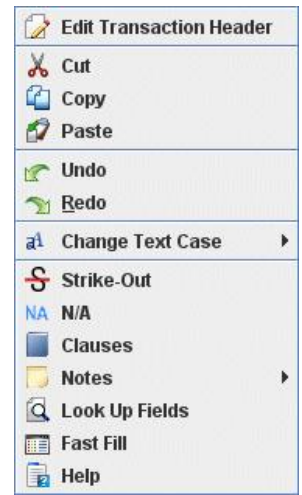 Edit Transaction Header
Cut
Copy
Paste
Undo
Redo
Change Text Case
Strike-Out
NA N/A
Clauses
Notes
Look Up Fields
Fast Fill
Help